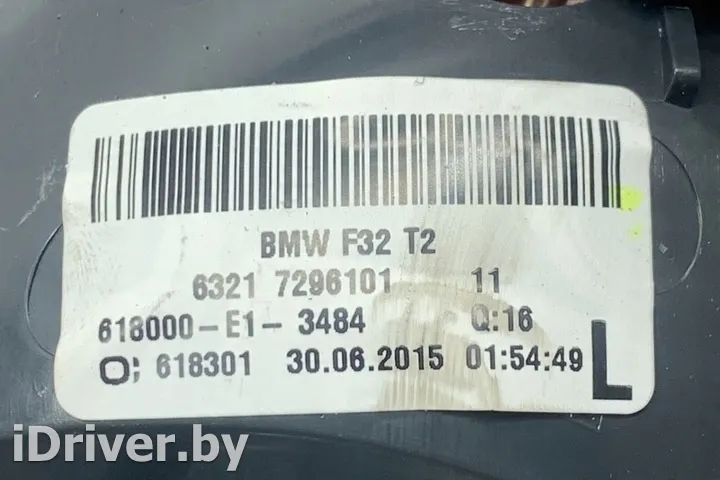 BMW F32 T2
6321 7296101 11
618000-E1-3484 Q:16
O; 618301 30.06.2015 01:54:49 L
iDriver.by